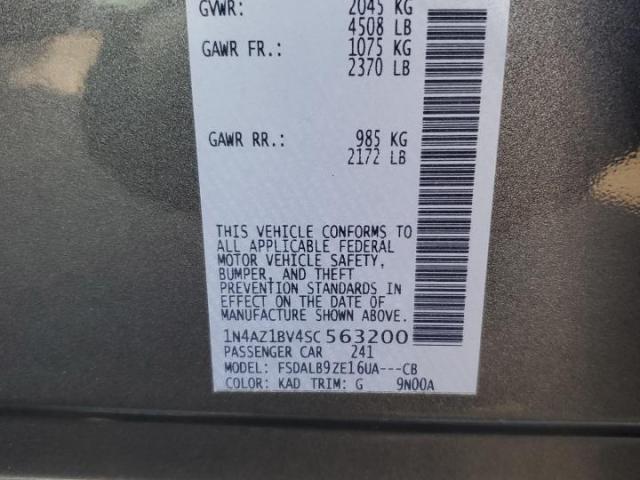 GVWR: 2045 KG
4508 LB
GAWR FR.: 1075 KG
2370 LB
GAWR RR.: 985 KG
2172 LB
THIS VEHICLE CONFORMS TO
ALL APPLICABLE FEDERAL
MOTOR VEHICLE SAFETY,
BUMPER, AND THEFT
PREVENTION STANDARDS IN
EFFECT ON THE DATE OF
MANUFACTURE SHOWN ABOVE.
1N4AZ1BV4SC563200
PASSENGER CAR 241
MODEL: FSDALB9ZE16UA---CB
COLOR: KAD TRIM: G 9N00A